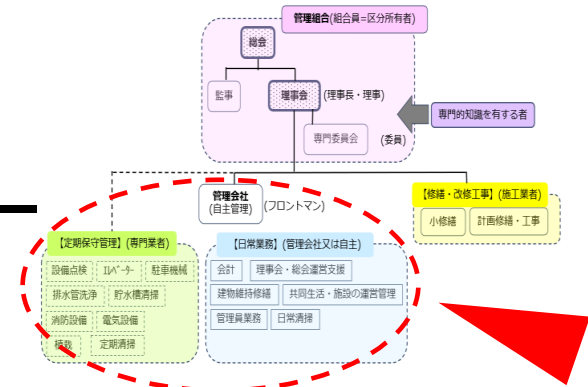 管理組合(組合員=区分所有者)
総会
監事
理事会
(理事長・理事)
専門的知識を有する者
専門委員会
(委員)
管理会社
(自主管理)
(フロントマン)
【修繕・改修工事】(施工業者)
小修繕
計画修繕・工事
【定期保守管理】(専門業者)
設備点検
エレベーター
駐車機械
排水管洗浄
貯水槽清掃
消防設備
電気設備
植栽
定期清掃
【日常業務】(管理会社又は自主)
会計
理事会・総会運営支援
建物維持修繕
共同生活・施設の運営管理
管理員業務
日常清掃